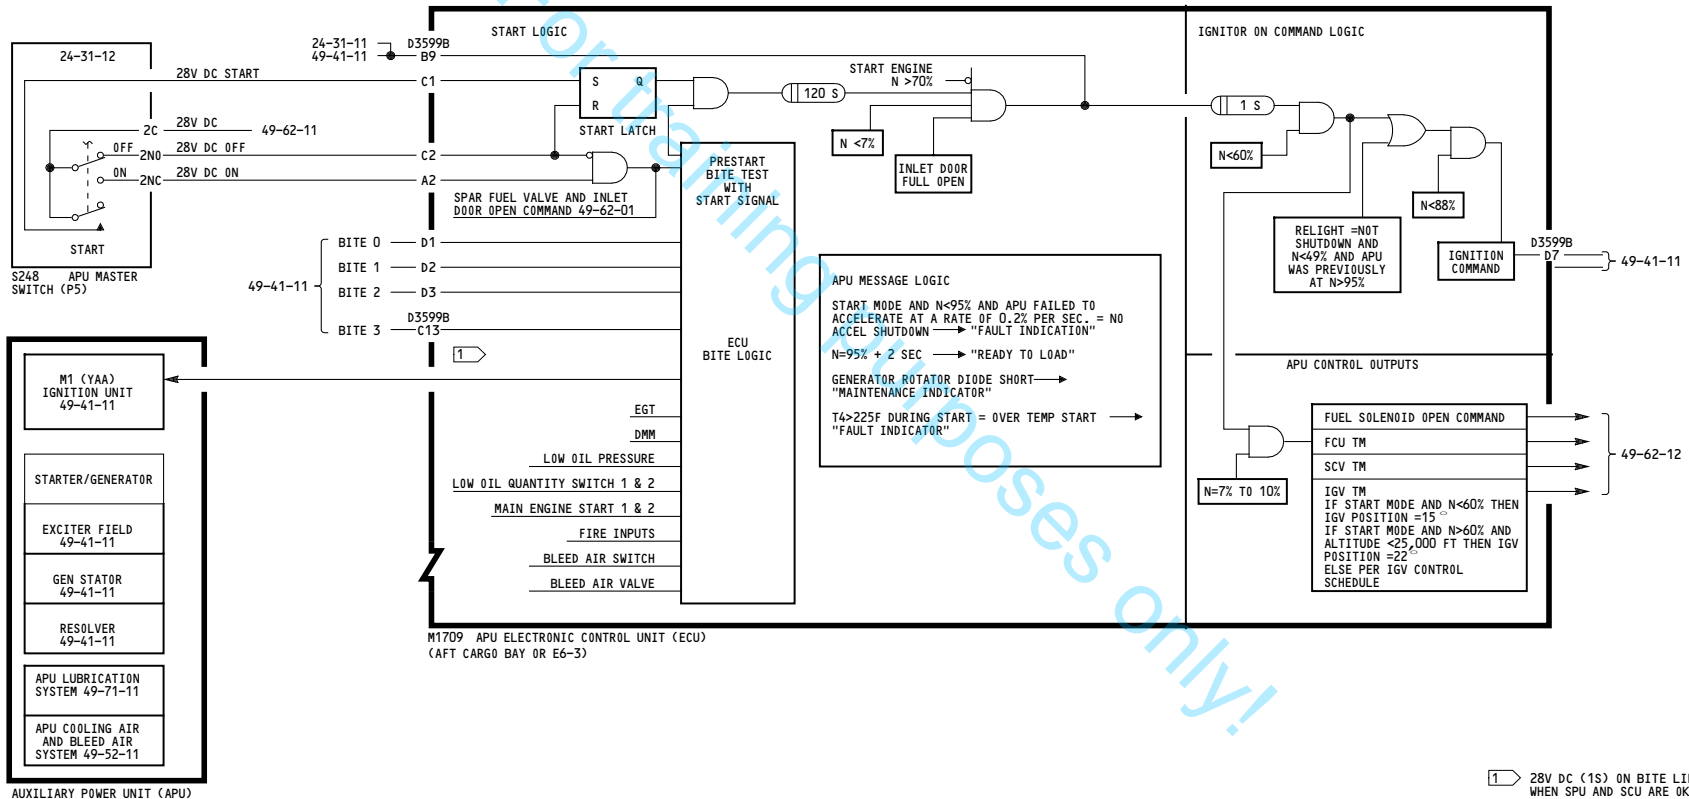 START LOGIC
IGNITOR ON COMMAND LOGIC
24-31-12
24-31-11
49-41-11
D3599B
B9
28V DC START
C1
2C
28V DC
49-62-11
OFF
2NO
28V DC OFF
C2
ON
2NC
28V DC ON
A2
START
S248 APU MASTER
SWITCH (P5)
S Q
R
START LATCH
120 S
START ENGINE
N >70%
N <7%
INLET DOOR
FULL OPEN
SPAR FUEL VALVE AND INLET
DOOR OPEN COMMAND 49-62-01
PRESTART
BITE TEST
WITH
START SIGNAL
ECU
BITE LOGIC
49-41-11
BITE 0 D1
BITE 1 D2
BITE 2 D3
D3599B
BITE 3 C13
1
EGT
DMM
LOW OIL PRESSURE
LOW OIL QUANTITY SWITCH 1 & 2
MAIN ENGINE START 1 & 2
FIRE INPUTS
BLEED AIR SWITCH
BLEED AIR VALVE
APU MESSAGE LOGIC
START MODE AND N<95% AND APU FAILED TO
ACCELERATE AT A RATE OF 0.2% PER SEC. = NO
ACCEL SHUTDOWN "FAULT INDICATION"
N=95% + 2 SEC "READY TO LOAD"
GENERATOR ROTATOR DIODE SHORT
"MAINTENANCE INDICATOR"
T4>225F DURING START = OVER TEMP START
"FAULT INDICATOR"
1 S
N<60%
N<88%
RELIGHT =NOT
SHUTDOWN AND
N<49% AND APU
WAS PREVIOUSLY
AT N>95%
IGNITION
COMMAND
D3599B
D7
49-41-11
APU CONTROL OUTPUTS
N=7% TO 10%
FUEL SOLENOID OPEN COMMAND
FCU TM
SCV TM
IGV TM
IF START MODE AND N<60% THEN
IGV POSITION =15°
IF START MODE AND N>60% AND
ALTITUDE <25,000 FT THEN IGV
POSITION =22°
ELSE PER IGV CONTROL
SCHEDULE
49-62-12
M1709 APU ELECTRONIC CONTROL UNIT (ECU)
(AFT CARGO BAY OR E6-3)
M1 (YAA)
IGNITION UNIT
49-41-11
STARTER/GENERATOR
EXCITER FIELD
49-41-11
GEN STATOR
49-41-11
RESOLVER
49-41-11
APU LUBRICATION
SYSTEM 49-71-11
APU COOLING AIR
AND BLEED AIR
SYSTEM 49-52-11
AUXILIARY POWER UNIT (APU)
1 28V DC (1S) ON BITE
WHEN SPU AND SCU ARE OK
for training purposes only!